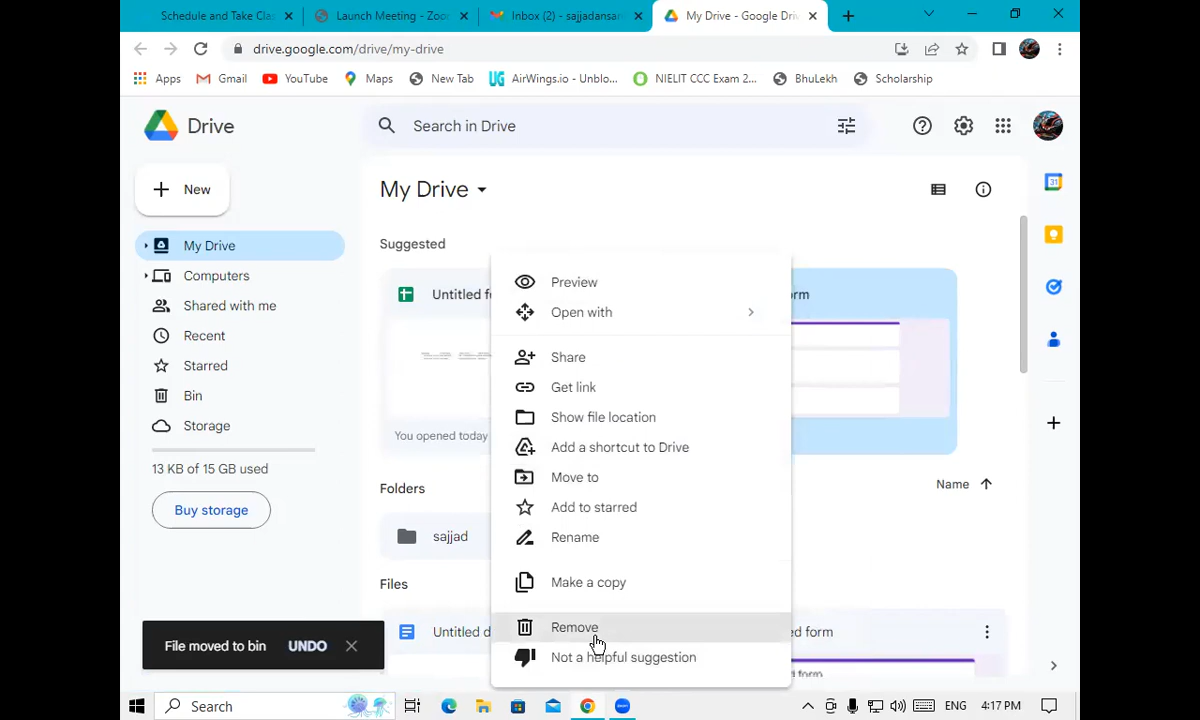 Schedule and Take Cla
Launch Meeting - Zoo
Inbox (2) - sajjadansar
My Drive - Google Driv
drive.google.com/drive/my-drive
Apps
Gmail
YouTube
Maps
New Tab
UG AirWings.io - Unblo...
NIELIT CCC Exam 2...
BhuLekh
Scholarship
Drive
Search in Drive
New
My Drive
31
Suggested
My Drive
Computers
Shared with me
Recent
Starred
Bin
Storage
13 KB of 15 GB used
Buy storage
Untitled fo
orm
You opened today
Preview
Open with
Share
Get link
Show file location
Add a shortcut to Drive
Move to
Add to starred
Rename
Make a copy
Remove
Not a helpful suggestion
Folders
Name
sajjad
Files
Untitled d
ed form
File moved to bin UNDO
Search
ENG 4:17 PM